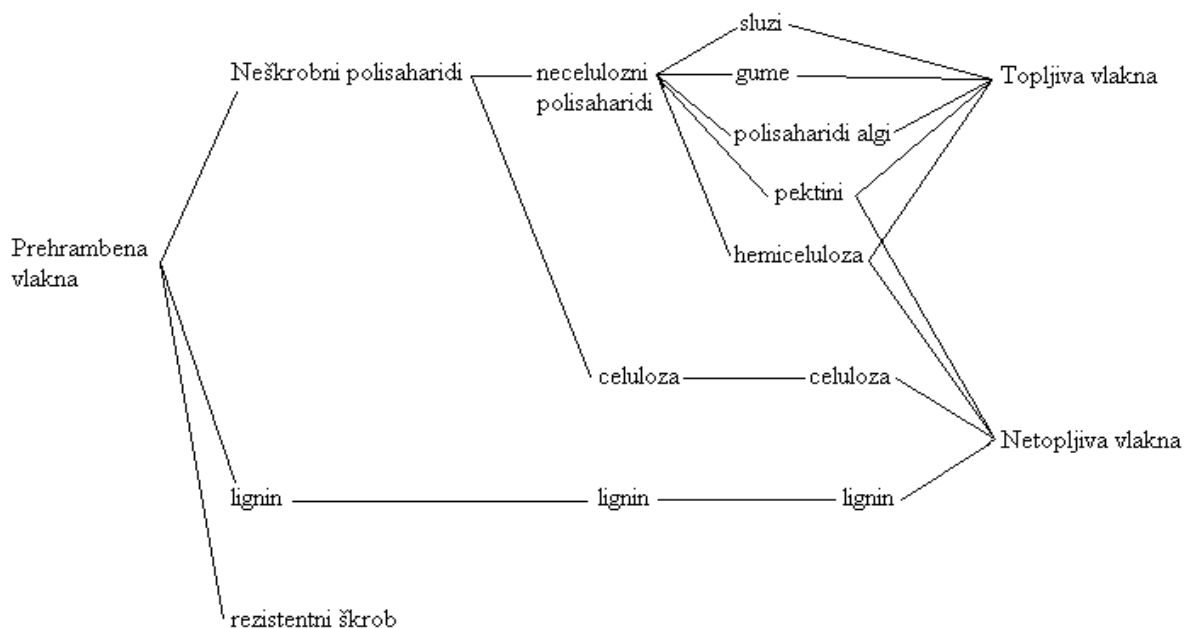 sluzi
Neškrobni polisaharidi
necelulozni
polisaharidi
gume
Topljiva vlakna
polisaharidi algi
pektini
Prehrambena
vlakna
hemiceluloza
celuloza
celuloza
Netopljiva vlakna
lignin
lignin
lignin
rezistentni škrob